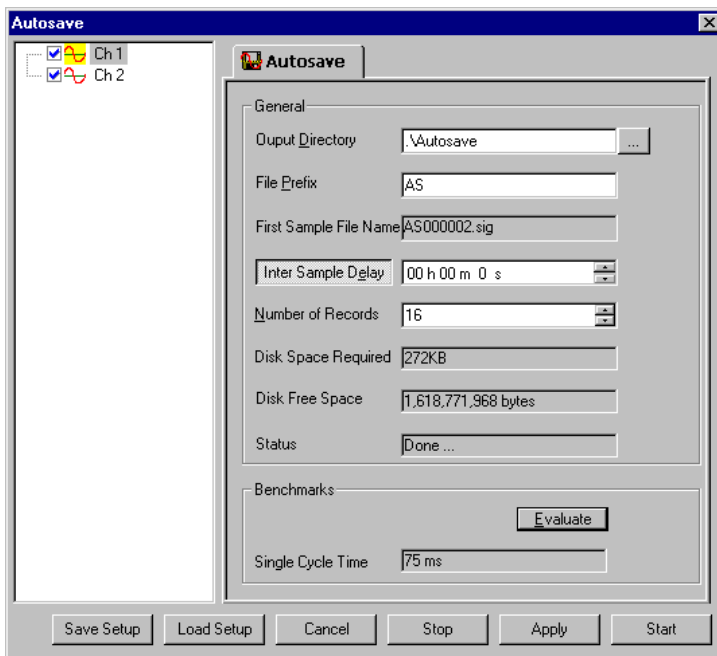 Autosave
Ch 1
Ch 2
Autosave
General
Ouput Directory
.\Autosave
...
File Prefix
AS
First Sample File Name
AS000002.sig
Inter Sample Delay
00 h 00 m 0 s
Number of Records
16
Disk Space Required
272KB
Disk Free Space
1,618,771,968 bytes
Status
Done ...
Benchmarks
Evaluate
Single Cycle Time
75 ms
Save Setup
Load Setup
Cancel
Stop
Apply
Start